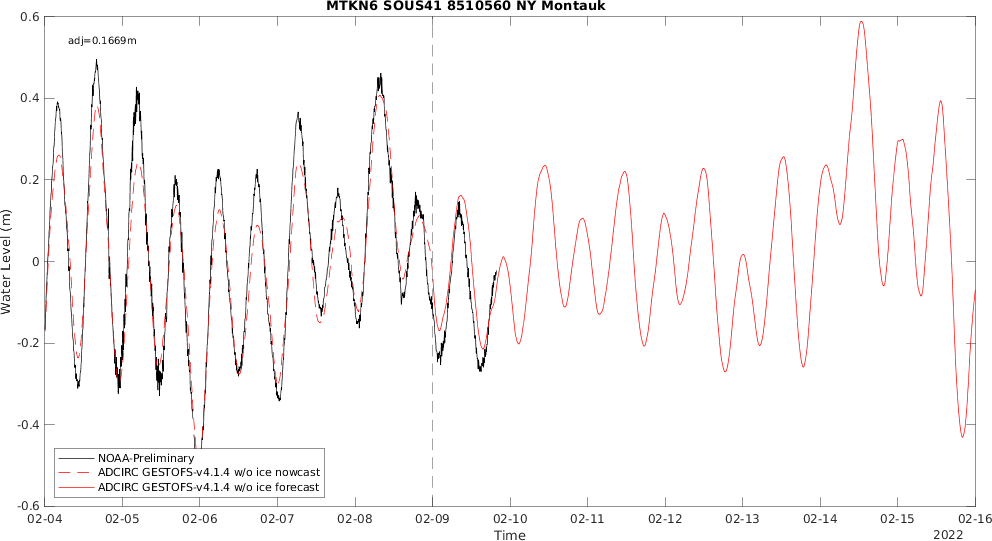 MTKN6 SOUS41 8510560 NY Montauk
adj=0.1669m
0.6
0.4
0.2
0
-0.2
-0.4
-0.6
Water Level (m)
NOAA-Preliminary
ADCIRC GESTOFS-v4.1.4 w/o ice nowcast
ADCIRC GESTOFS-v4.1.4 w/o ice forecast
02-04 02-05 02-06 02-07 02-08 02-09 02-10 02-11 02-12 02-13 02-14 02-15 02-16
Time
2022